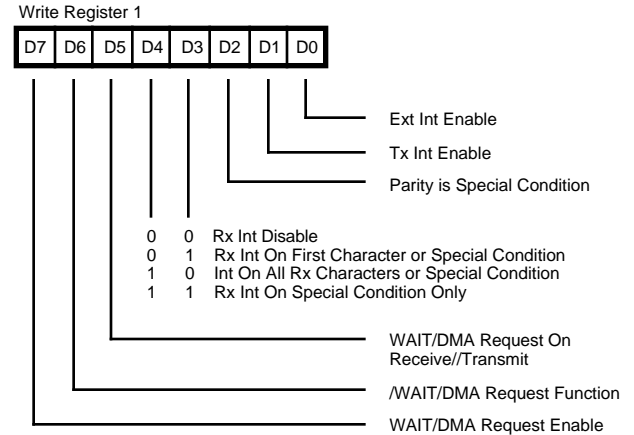 Write Register 1
D7 D6 D5 D4 D3 D2 D1 D0
Ext Int Enable
Tx Int Enable
Parity is Special Condition
0 0 Rx Int Disable
0 1 Rx Int On First Character or Special Condition
1 0 Int On All Rx Characters or Special Condition
1 1 Rx Int On Special Condition Only
WAIT/DMA Request On
Receive//Transmit
/WAIT/DMA Request Function
WAIT/DMA Request Enable